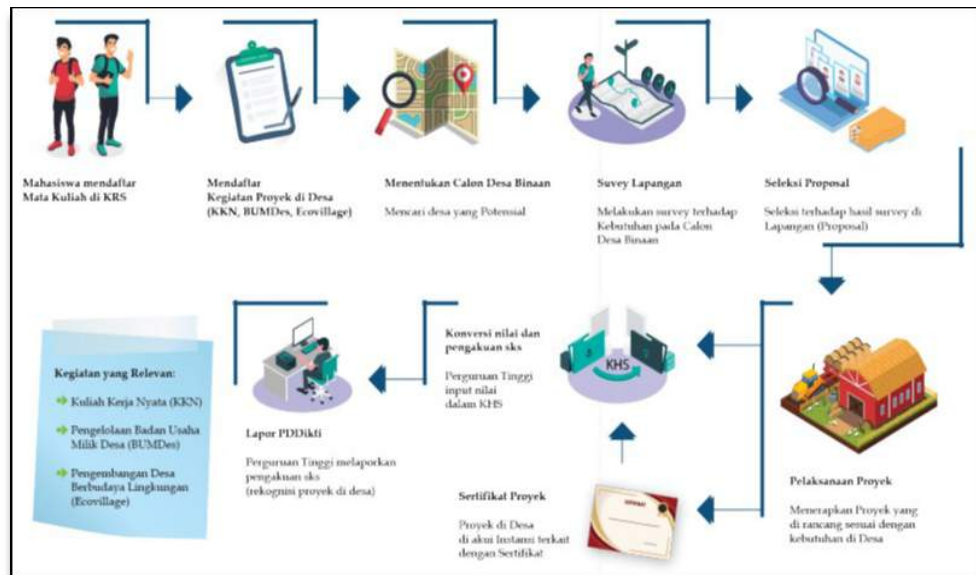 Mahasiswa mendaftar
Mata Kuliah di KRS
Mendaftar
Kegiatan Proyek di Desa
(KKN, BUMDes, Ecovillage)
Menentukan Calon Desa Binaan
Mencari desa yang Potensial
Suvey Lapangan
Melakukan survey terhadap
Kebutuhan pada Calon
Desa Binaan
Seleksi Proposal
Seleksi terhadap hasil survey di
Lapangan (Proposal)
Pelaksanaan Proyek
Menerapkan Proyek yang
di rancang sesuai dengan
kebutuhan di Desa
Sertifikat Proyek
Proyek di Desa
di akui Instansi terkait
dengan Sertifikat
KHS
Konversi nilai dan
pengakuan sks
Perguruan Tinggi
input nilai
dalam KHS
Lapor PDDikti
Perguruan Tinggi melaporkan
pengakuan sks
(rekognisi proyek di desa)
Kegiatan yang Relevan:
Kuliah Kerja Nyata (KKN)
Pengelolaan Badan Usaha
Milik Desa (BUMDes)
Pengembangan Desa
Berbudaya Lingkungan
(Ecovillage)